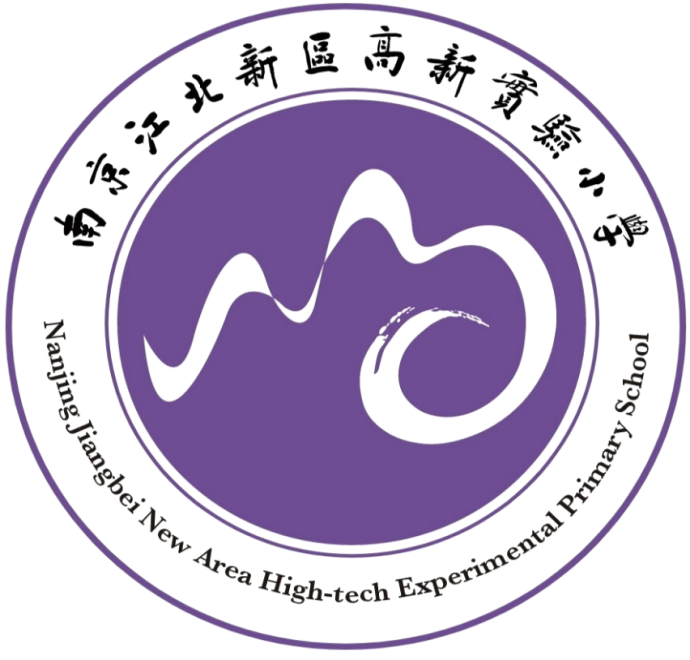 南京江北新區高新實驗小學
Nanjing Jiangbei New Area High-tech Experimental Primary School